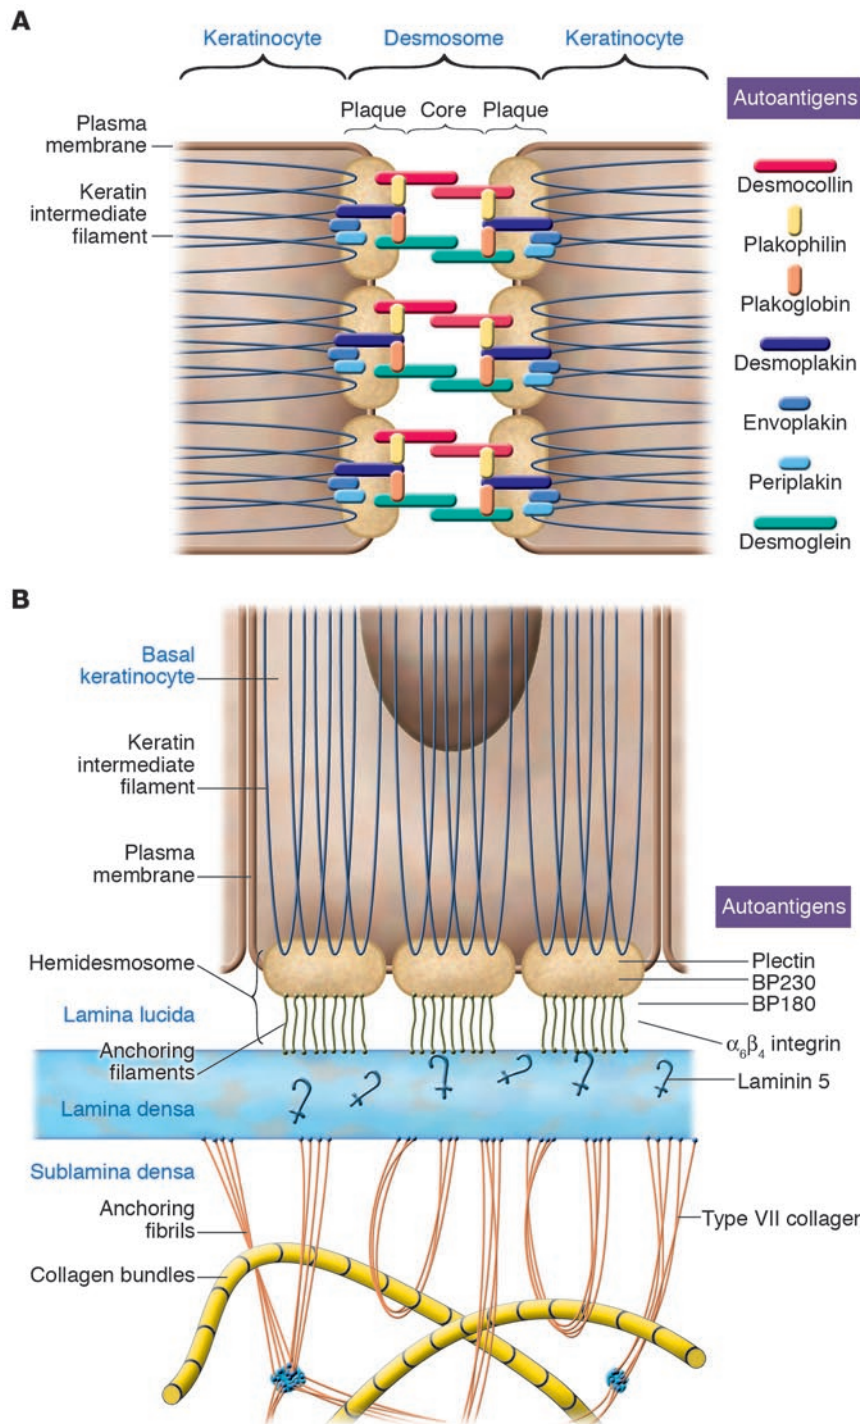 A
Keratinocyte Desmosome Keratinocyte
Autoantigens
Plaque Core Plaque
Plasma
membrane
Keratin
intermediate
filament
Desmocollin
Plakophilin
Plakoglobin
Desmoplakin
Envoplakin
Periplakin
Desmoglein
B
Basal
keratinocyte
Keratin
intermediate
filament
Plasma
membrane
Autoantigens
Hemidesmosome
Plectin
BP230
BP180
Lamina lucida
α₆β₄ integrin
Anchoring
filaments
Laminin 5
Lamina densa
Sublamina densa
Anchoring
fibrils
Type VII collagen
Collagen bundles